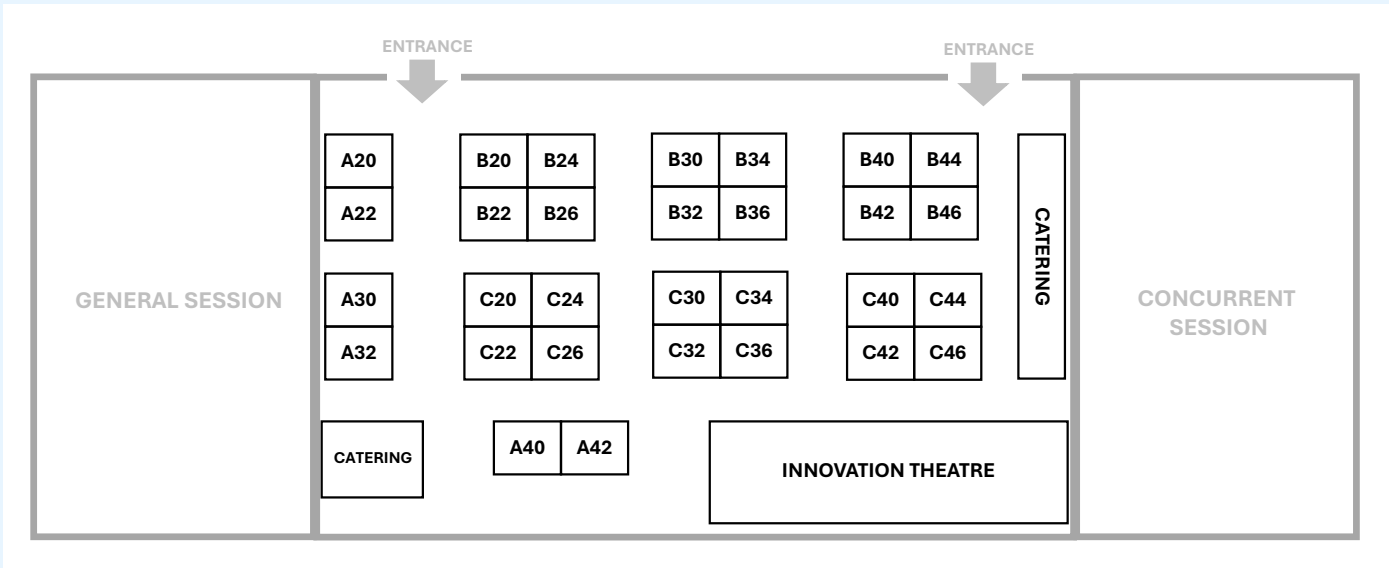 ENTRANCE
ENTRANCE
A20
B20 B24
B30 B34
B40 B44
A22
B22 B26
B32 B36
B42 B46
CATERING
GENERAL SESSION
A30
C20 C24
C30 C34
C40 C44
CONCURRENT
SESSION
A32
C22 C26
C32 C36
C42 C46
CATERING
A40 A42
INNOVATION THEATRE